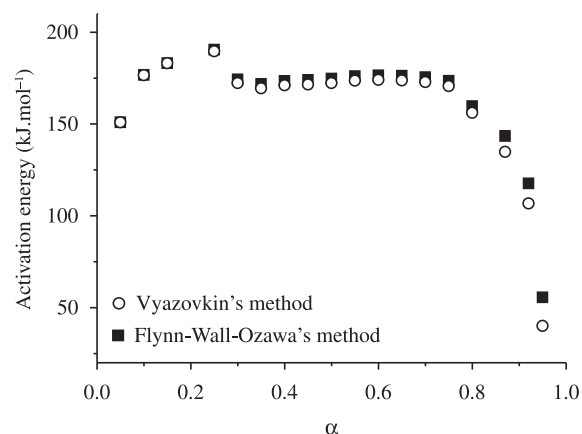 200
150
100
50
Activation energy (kJ.mol⁻¹)
Vyazovkin's method
Flynn-Wall-Ozawa's method
0.0 0.2 0.4 0.6 0.8 1.0
α